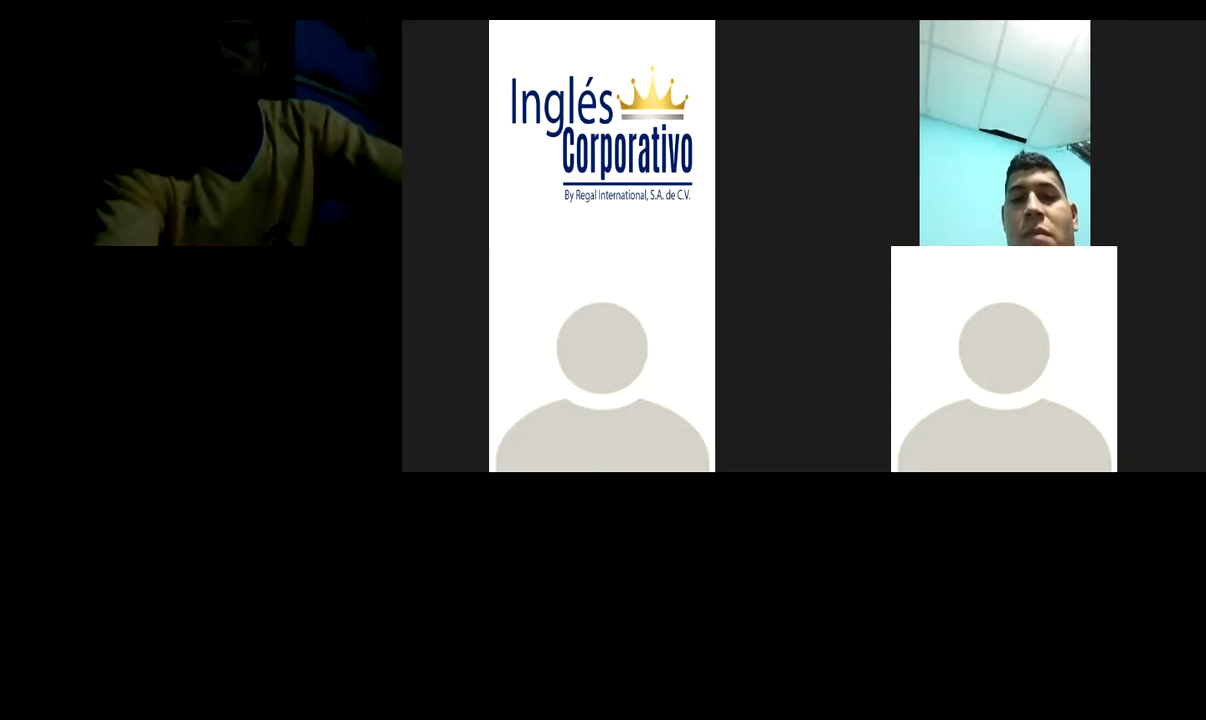 Inglés
Corporativo
By Regal International, S.A. de C.V.